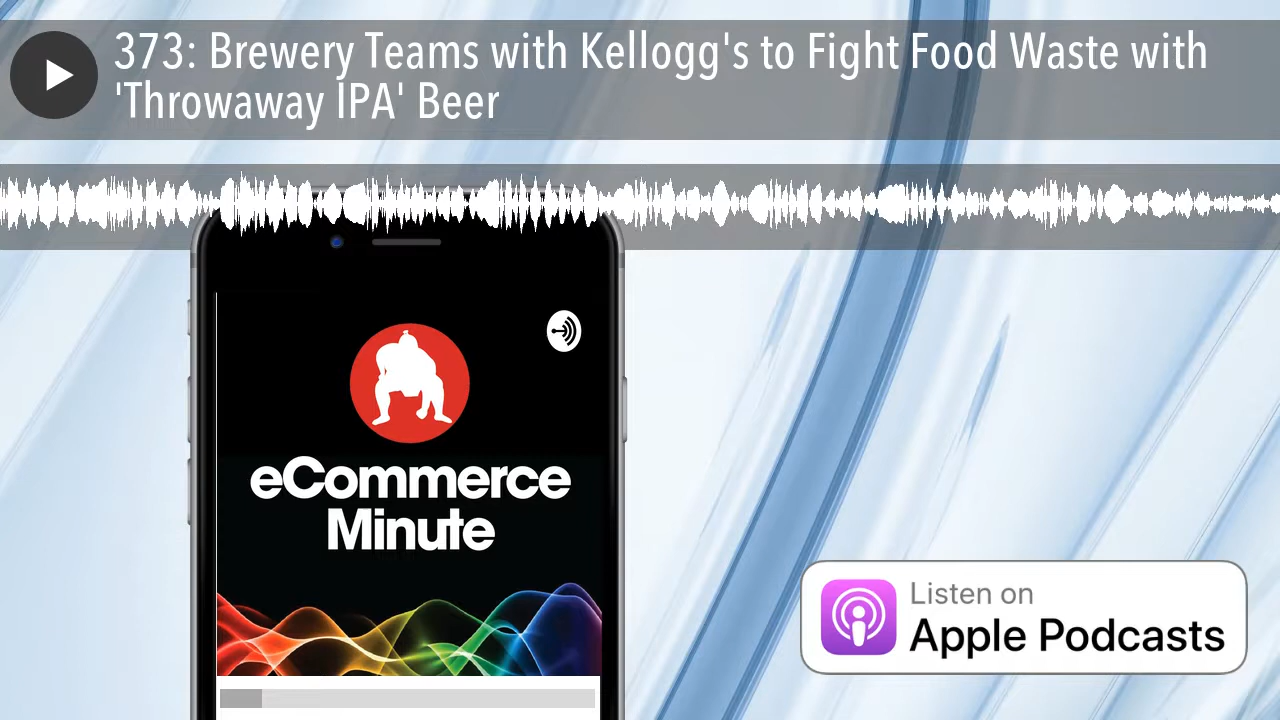 373: Brewery Teams with Kellogg's to Fight Food Waste with
'Throwaway IPA' Beer
eCommerce
Minute
Listen on
Apple Podcasts